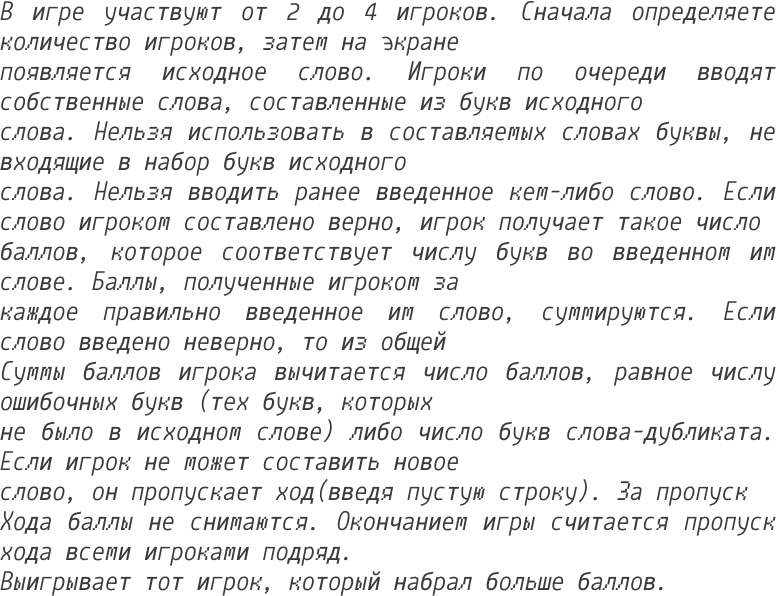 В игре участвуют от 2 до 4 игроков. Сначала определяете
количество игроков, затем на экране
появляется исходное слово. Игроки по очереди вводят
собственные слова, составленные из букв исходного
слова. Нельзя использовать в составляемых словах буквы, не
входящие в набор букв исходного
слова. Нельзя вводить ранее введенное кем-либо слово. Если
слово игроком составлено верно, игрок получает такое число
баллов, которое соответствует числу букв во введенном им
слове. Баллы, полученные игроком за
каждое правильно введенное им слово, суммируются. Если
слово введено неверно, то из общей
Суммы баллов игрока вычитается число баллов, равное числу
ошибочных букв (тех букв, которых
не было в исходном слове) либо число букв слова-дубликата.
Если игрок не может составить новое
слово, он пропускает ход(введя пустую строку). За пропуск
Хода баллы не снимаются. Окончанием игры считается пропуск
хода всеми игроками подряд.
Выигрывает тот игрок, который набрал больше баллов.